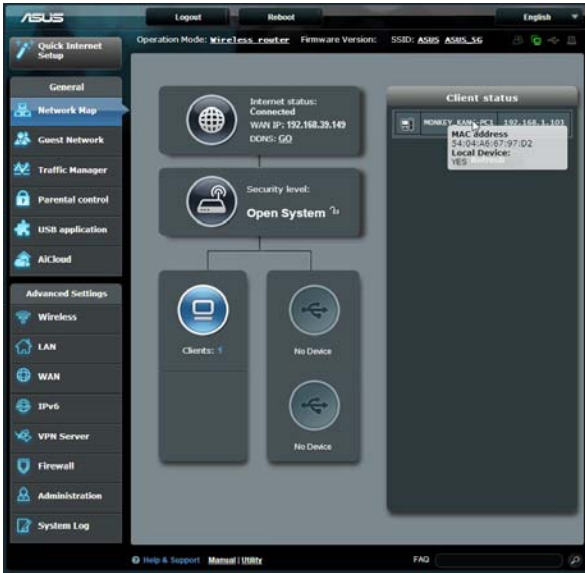 ASUS
Logout
Reboot
English
Quick Internet
Setup
Operation Mode: Wireless router Firmware Version: SSID: ASUS ASUS_5G
General
Network Map
Guest Network
Traffic Manager
Parental control
USB application
AiCloud
Advanced Settings
Wireless
LAN
WAN
IPv6
VPN Server
Firewall
Administration
System Log
Internet status:
Connected
WAN IP: 192.168.39.149
DDNS: GO
Security level:
Open System
Clients: 1
No Device
No Device
Client status
MONKEY_KANG-PC1 192.168.1.101
MAC address
54:04:A6:67:97:D2
Local Device:
YES
Help & Support Manual | Utility
FAQ